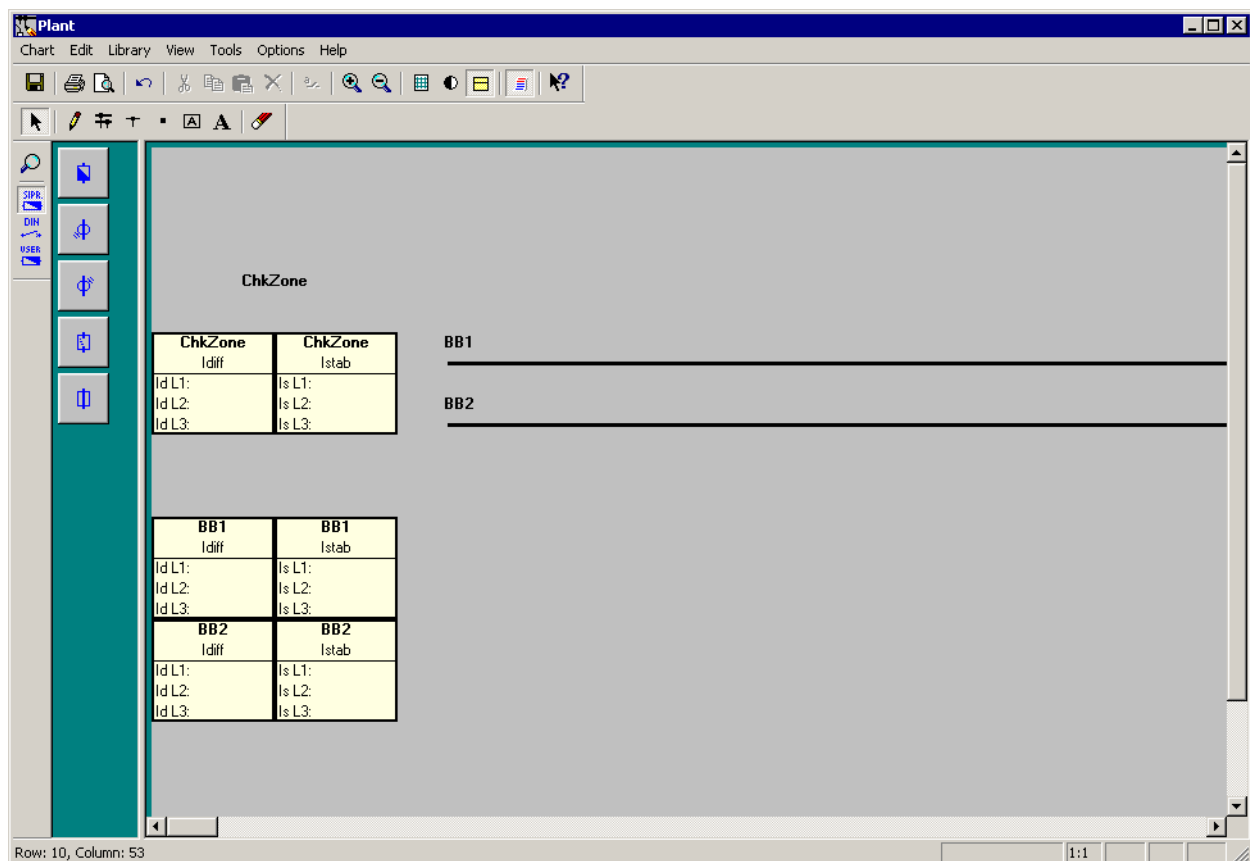 Plant
Chart Edit Library View Tools Options Help
A A
SIPR.
DIN
USER
ChkZone
ChkZone ChkZone
Idiff Istab
Id L1: Is L1:
Id L2: Is L2:
Id L3: Is L3:
BB1
BB2
BB1 BB1
Idiff Istab
Id L1: Is L1:
Id L2: Is L2:
Id L3: Is L3:
BB2 BB2
Idiff Istab
Id L1: Is L1:
Id L2: Is L2:
Id L3: Is L3:
Row: 10, Column: 53
1:1